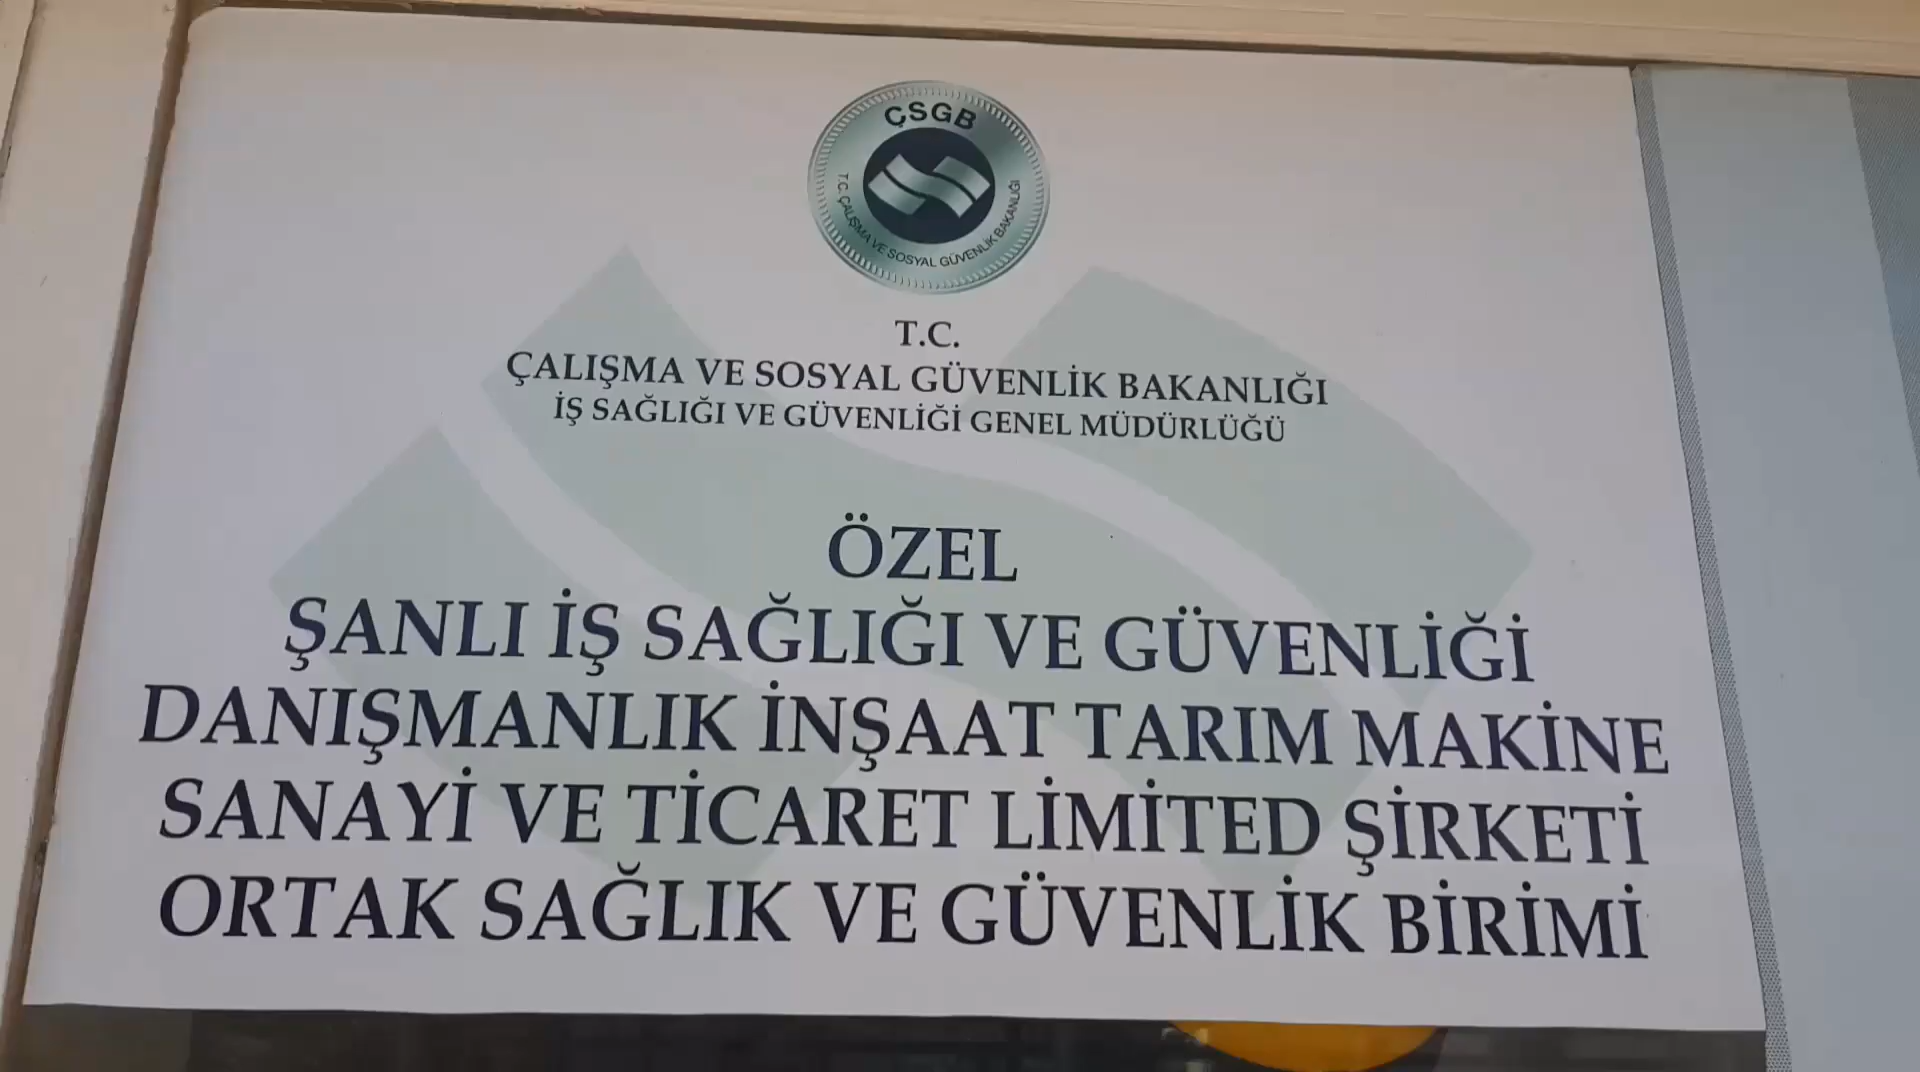 ÇSGB
T.C. ÇALIŞMA VE SOSYAL GÜVENLİK BAKANLIĞI
T.C.
ÇALIŞMA VE SOSYAL GÜVENLİK BAKANLIĞI
İŞ SAĞLIĞI VE GÜVENLİĞİ GENEL MÜDÜRLÜĞÜ
ÖZEL
ŞANLI İŞ SAĞLIĞI VE GÜVENLİĞİ
DANIŞMANLIK İNŞAAT TARIM MAKİNE
SANAYİ VE TİCARET LİMİTED ŞİRKETİ
ORTAK SAĞLIK VE GÜVENLİK BİRİMİ